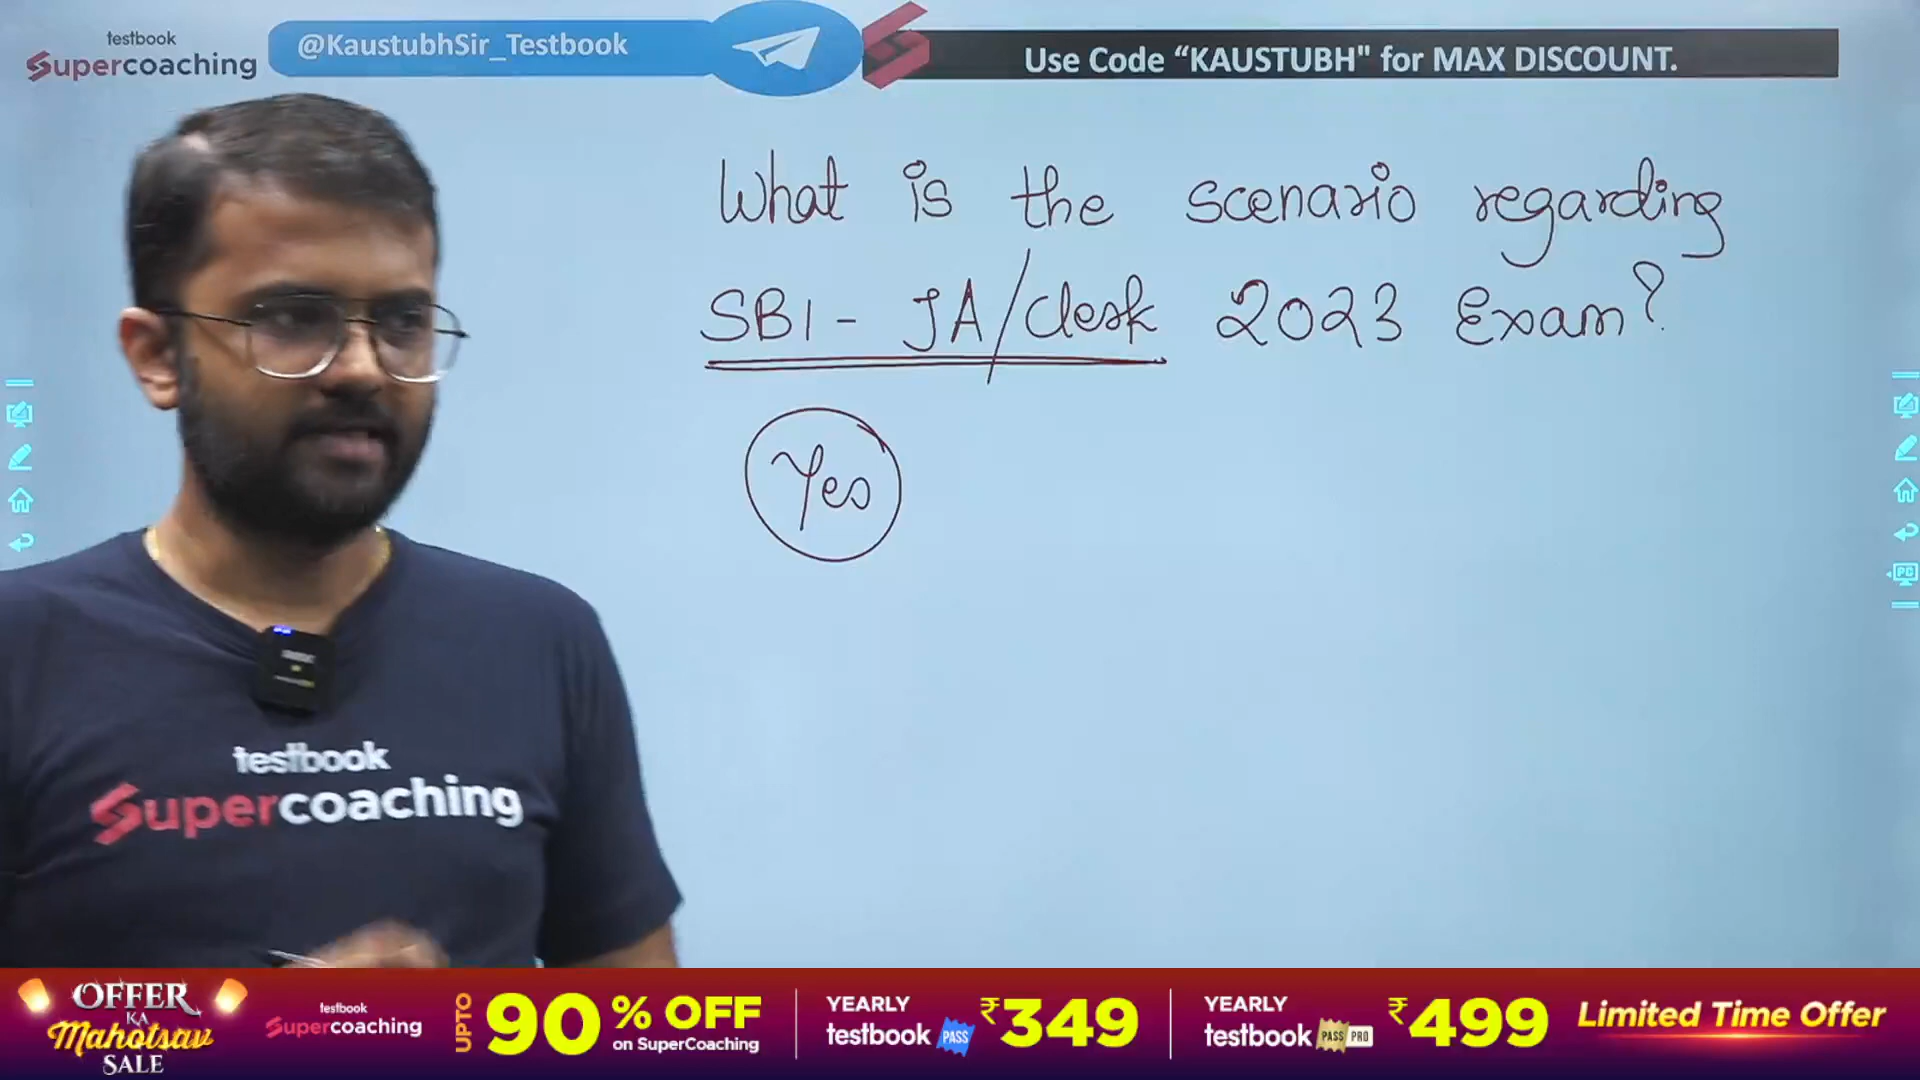 testbook
Supercoaching
@KaustubhSir_Testbook
Use Code “KAUSTUBH" for MAX DISCOUNT.
What is the scenario regarding
SBI - JA/Clerk 2023 Exam?
Yes
testbook
Supercoaching
OFFER
KA
Mahotsav
SALE
testbook
Supercoaching
UPTO 90% OFF
on SuperCoaching
YEARLY
testbook PASS
₹349
YEARLY
testbook PASS PRO
₹499
Limited Time Offer
PC